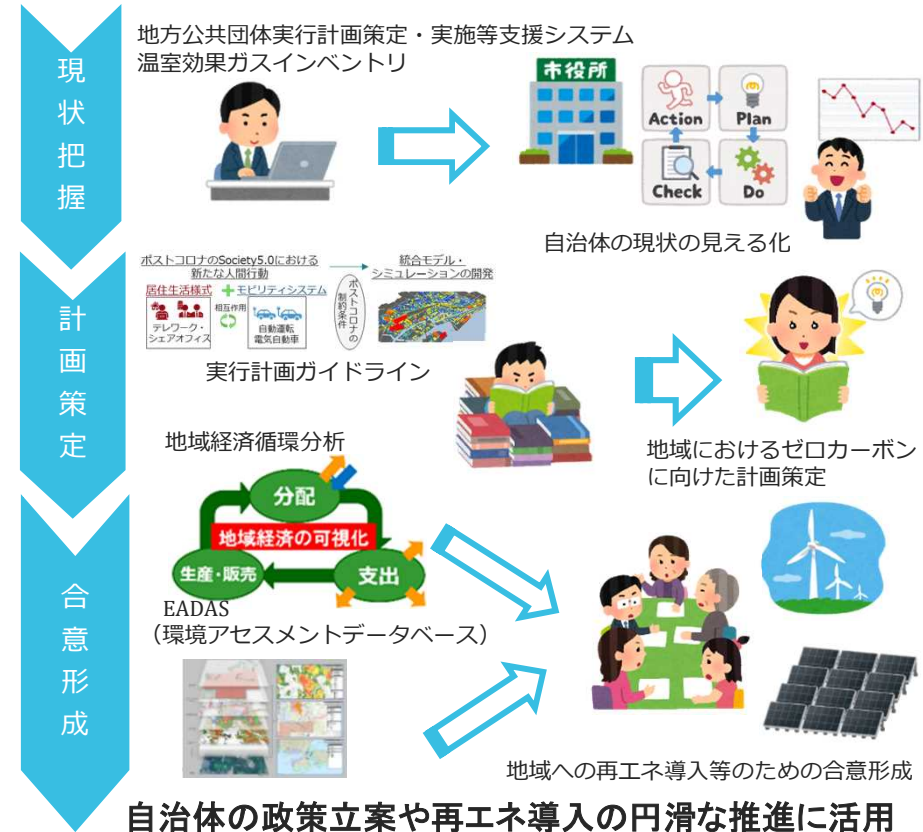 現状把握
地方公共団体実行計画策定・実施等支援システム
温室効果ガスインベントリ
市役所
Action
Plan
Check
Do
自治体の現状の見える化
計画策定
ポストコロナのSociety5.0における
新たな人間行動
統合モデル・
シミュレーションの開発
居住生活様式
モビリティシステム
相互作用
テレワーク・
シェアオフィス
自動運転
電気自動車
ポストコロナの
制約条件
実行計画ガイドライン
地域におけるゼロカーボン
に向けた計画策定
合意形成
地域経済循環分析
分配
地域経済の可視化
生産・販売
支出
EADAS
（環境アセスメントデータベース）
地域への再エネ導入等のための合意形成
自治体の政策立案や再エネ導入の円滑な推進に活用